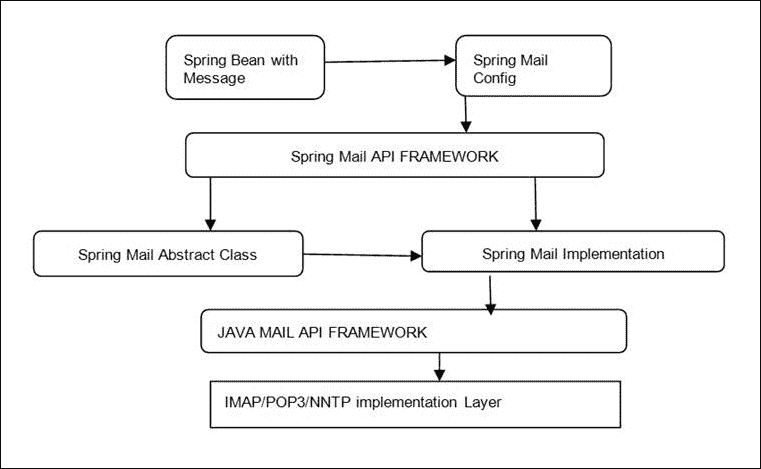 Spring Bean with
Message
Spring Mail
Config
Spring Mail API FRAMEWORK
Spring Mail Abstract Class
Spring Mail Implementation
JAVA MAIL API FRAMEWORK
IMAP/POP3/NNTP implementation Layer